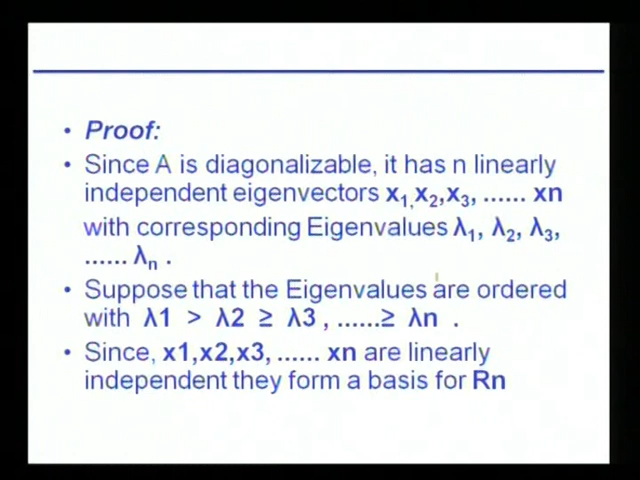 • Proof:
• Since A is diagonalizable, it has n linearly
independent eigenvectors x₁,x₂,x₃, ...... xn
with corresponding Eigenvalues λ₁, λ₂, λ₃,
...... λₙ .
• Suppose that the Eigenvalues are ordered
with λ1 > λ2 ≥ λ3 , ......≥ λn .
• Since, x1,x2,x3, ...... xn are linearly
independent they form a basis for Rn